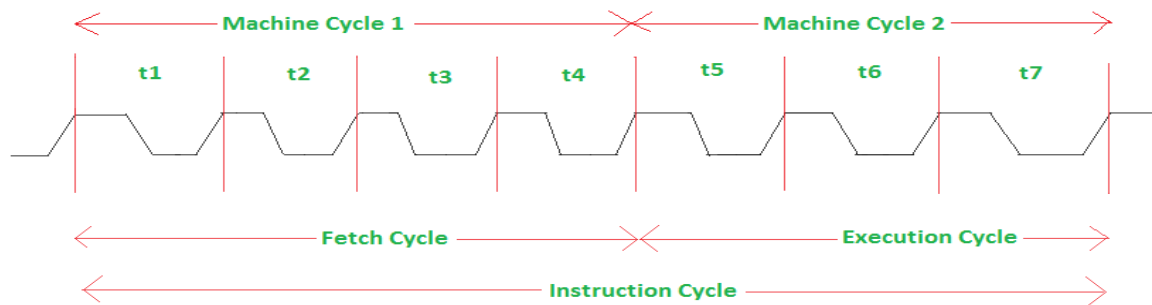 Machine Cycle 1
Machine Cycle 2
t1 t2 t3 t4 t5 t6 t7
Fetch Cycle
Execution Cycle
Instruction Cycle